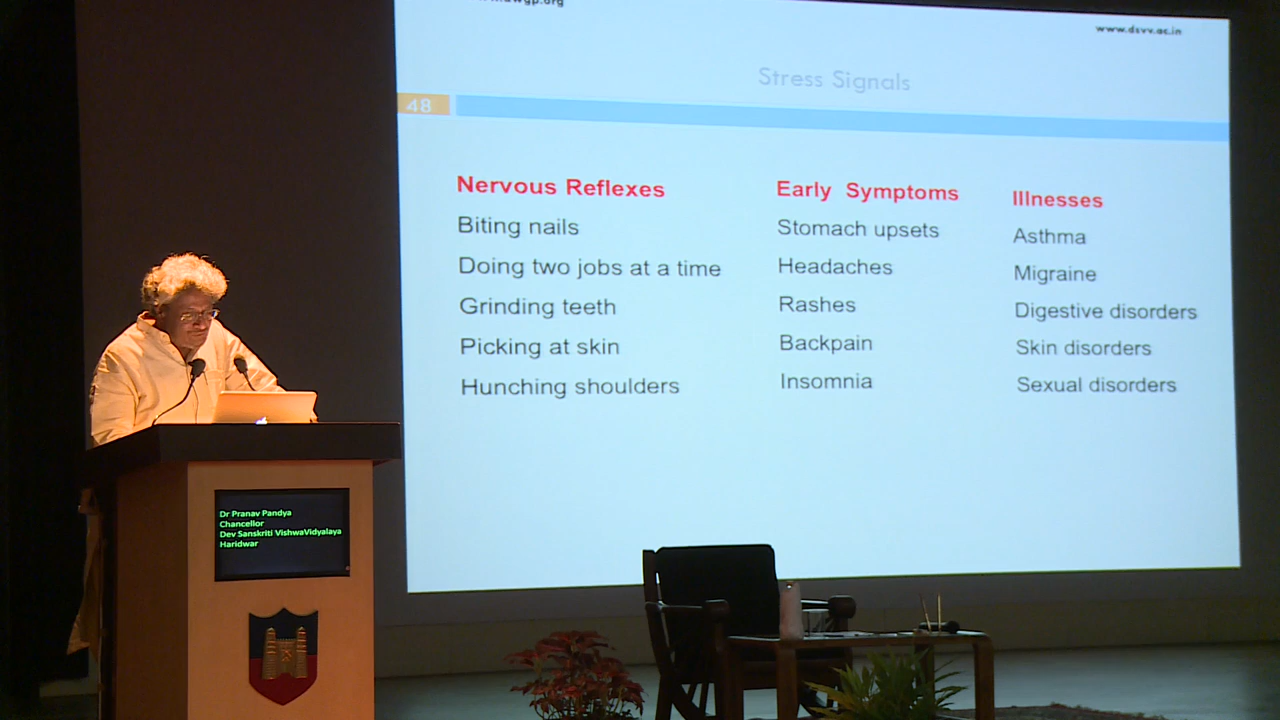 www.dsvv.ac.in
Stress Signals
48
Nervous Reflexes
Biting nails
Doing two jobs at a time
Grinding teeth
Picking at skin
Hunching shoulders
Early Symptoms
Stomach upsets
Headaches
Rashes
Backpain
Insomnia
Illnesses
Asthma
Migraine
Digestive disorders
Skin disorders
Sexual disorders
Dr Pranav Pandya
Chancellor
Dev Sanskriti VishwaVidyalaya
Haridwar